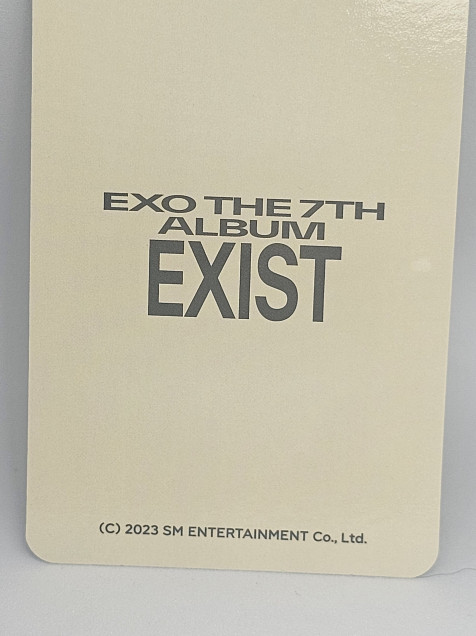 EXO THE 7TH
ALBUM
EXIST
(C) 2023 SM ENTERTAINMENT Co., Ltd.